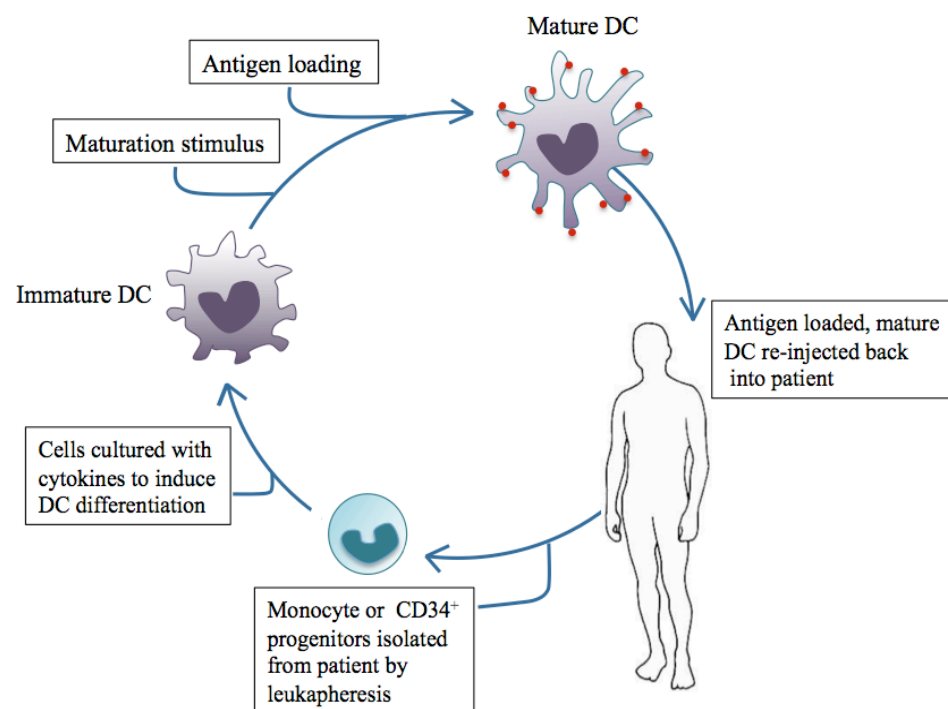 Mature DC
Antigen loading
Maturation stimulus
Immature DC
Antigen loaded, mature
DC re-injected back
into patient
Cells cultured with
cytokines to induce
DC differentiation
Monocyte or CD34⁺
progenitors isolated
from patient by
leukapheresis